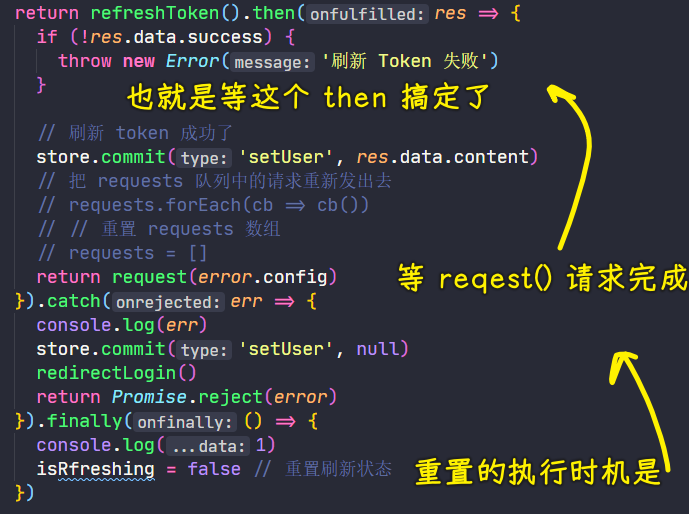 return refreshToken().then(onfulfilled: res => {
if (!res.data.success) {
throw new Error(message: '刷新 Token 失败')
}
也就是等这个 then 搞定了
// 刷新 token 成功了
store.commit(type: 'setUser', res.data.content)
// 把 requests 队列中的请求重新发出去
// requests.forEach(cb => cb())
// // 重置 requests 数组
// requests = []
return request(error.config)
等 reqest() 请求完成
}).catch(onrejected: err => {
console.log(err)
store.commit(type: 'setUser', null)
redirectLogin()
return Promise.reject(error)
}).finally(onfinally: () => {
console.log(...data: 1)
isRfreshing = false // 重置刷新状态
重置的执行时机是
})